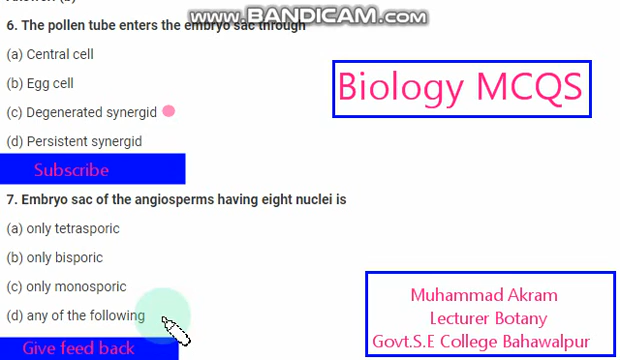 www.BANDICAM.com
6. The pollen tube enters the embryo sac through
(a) Central cell
(b) Egg cell
(c) Degenerated synergid
(d) Persistent synergid
Biology MCQS
Subscribe
7. Embryo sac of the angiosperms having eight nuclei is
(a) only tetrasporic
(b) only bisporic
(c) only monosporic
(d) any of the following
Give feed back
Muhammad Akram
Lecturer Botany
Govt.S.E College Bahawalpur